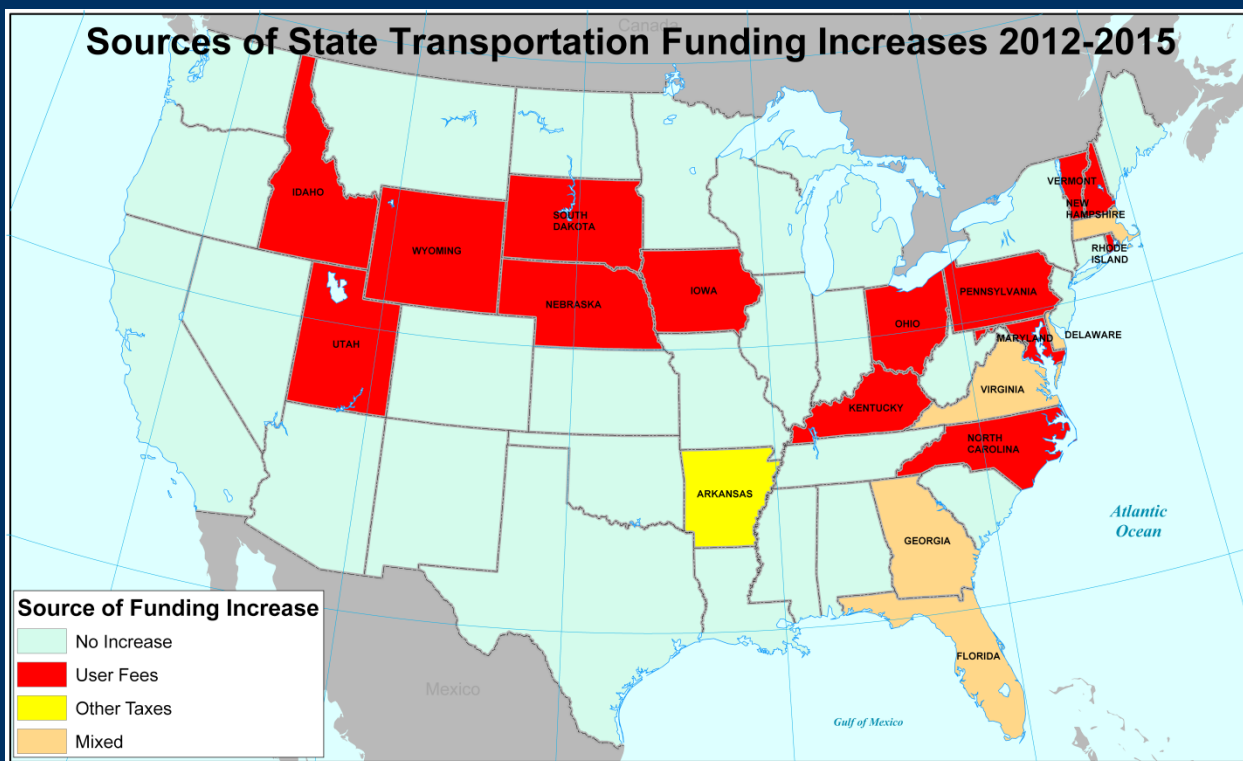 Canada
Sources of State Transportation Funding Increases 2012-2015
IDAHO
WYOMING
SOUTH
DAKOTA
NEBRASKA
IOWA
UTAH
OHIO
PENNSYLVANIA
VERMONT
NEW
HAMPSHIRE
RHODE
ISLAND
DELAWARE
MARYLAND
VIRGINIA
KENTUCKY
NORTH
CAROLINA
ARKANSAS
GEORGIA
FLORIDA
Atlantic
Ocean
Gulf of Mexico
Mexico
Source of Funding Increase
No Increase
User Fees
Other Taxes
Mixed